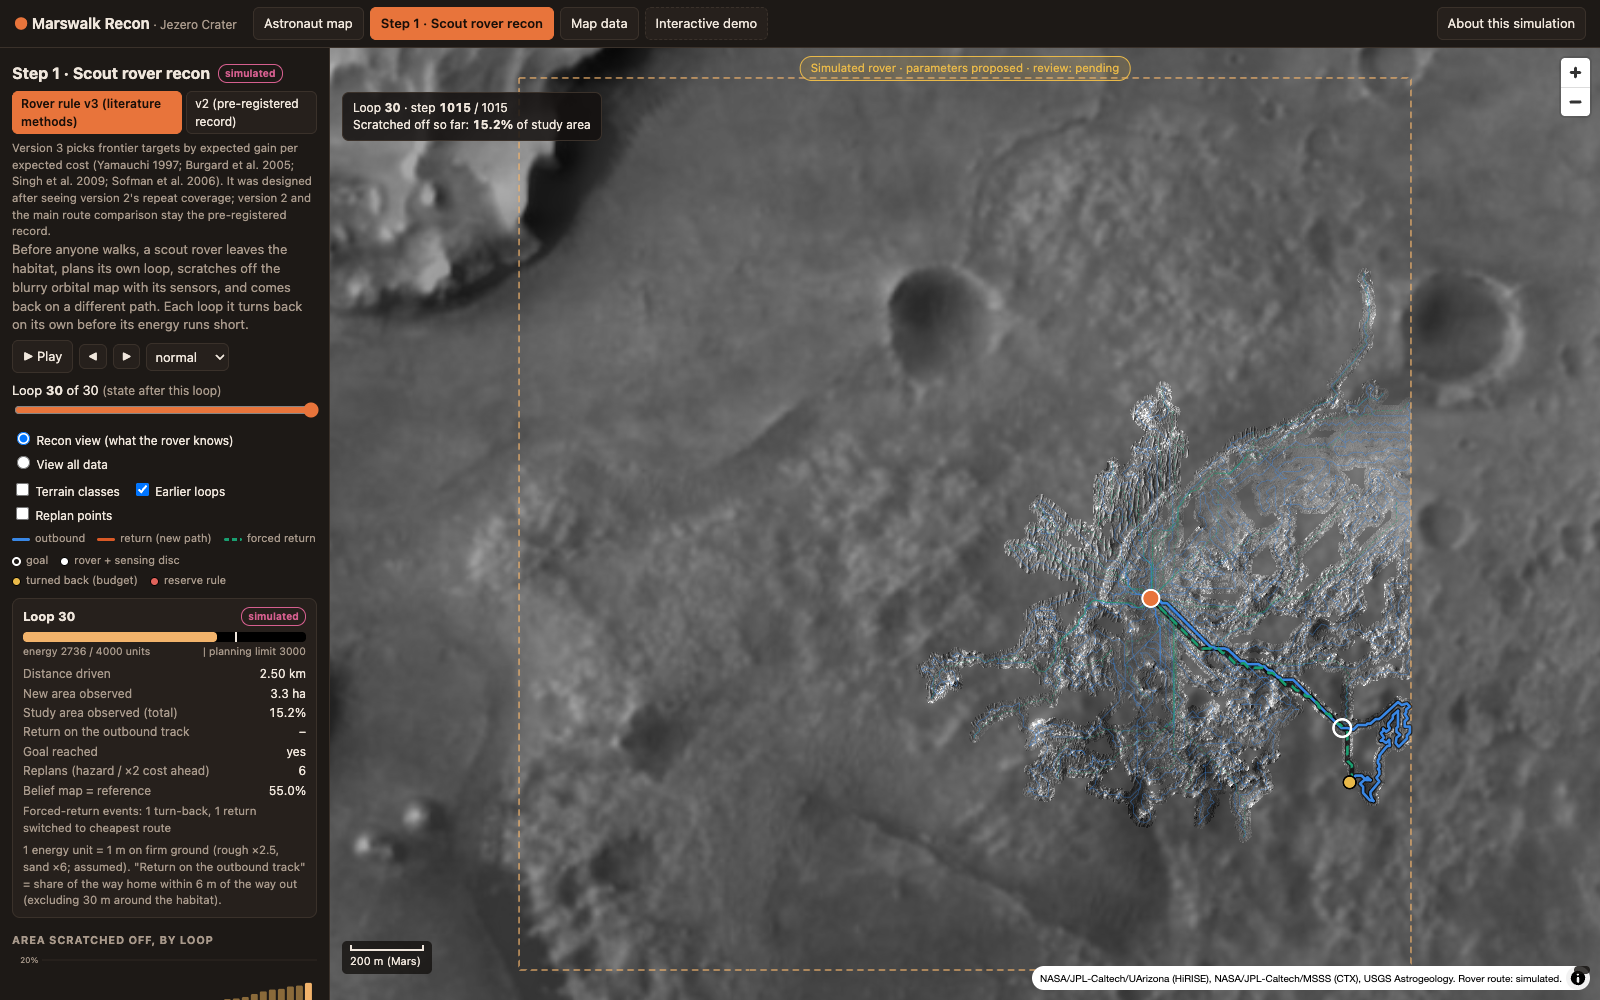 Marswalk Recon · Jezero Crater
Astronaut map
Step 1 · Scout rover recon
Map data
Interactive demo
About this simulation
Step 1 · Scout rover recon
simulated
Rover rule v3 (literature
methods)
v2 (pre-registered
record)
Version 3 picks frontier targets by expected gain per
expected cost (Yamauchi 1997; Burgard et al. 2005;
Singh et al. 2009; Sofman et al. 2006). It was designed
after seeing version 2's repeat coverage; version 2 and
the main route comparison stay the pre-registered
record.
Before anyone walks, a scout rover leaves the
habitat, plans its own loop, scratches off the
blurry orbital map with its sensors, and comes
back on a different path. Each loop it turns back
on its own before its energy runs short.
Play
normal
Loop 30 of 30 (state after this loop)
Recon view (what the rover knows)
View all data
Terrain classes
Earlier loops
Replan points
outbound
return (new path)
forced return
goal
rover + sensing disc
turned back (budget)
reserve rule
Loop 30
simulated
energy 2736 / 4000 units
| planning limit 3000
Distance driven 2.50 km
New area observed 3.3 ha
Study area observed (total) 15.2%
Return on the outbound track –
Goal reached yes
Replans (hazard / ×2 cost ahead) 6
Belief map = reference 55.0%
Forced-return events: 1 turn-back, 1 return
switched to cheapest route
1 energy unit = 1 m on firm ground (rough ×2.5,
sand ×6; assumed). "Return on the outbound track"
= share of the way home within 6 m of the way out
(excluding 30 m around the habitat).
AREA SCRATCHED OFF, BY LOOP
20%
Simulated rover · parameters proposed · review: pending
Loop 30 · step 1015 / 1015
Scratched off so far: 15.2% of study area
+
−
200 m (Mars)
NASA/JPL-Caltech/UArizona (HiRISE), NASA/JPL-Caltech/MSSS (CTX), USGS Astrogeology. Rover route: simulated.